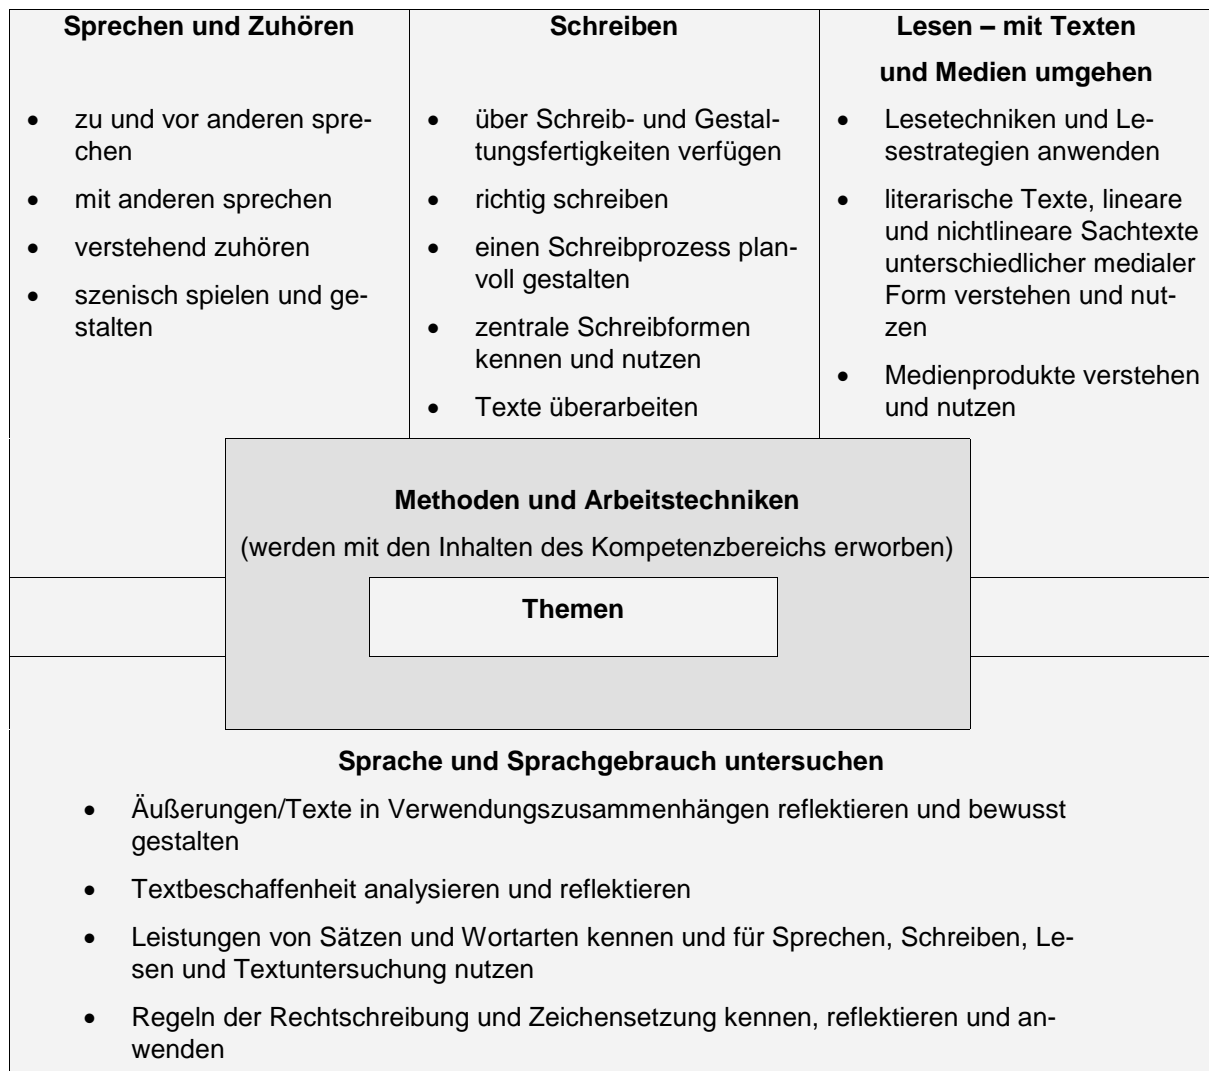 Sprechen und Zuhören
• zu und vor anderen spre-
chen
• mit anderen sprechen
• verstehend zuhören
• szenisch spielen und ge-
stalten
Schreiben
• über Schreib- und Gestal-
tungsfertigkeiten verfügen
• richtig schreiben
• einen Schreibprozess plan-
voll gestalten
• zentrale Schreibformen
kennen und nutzen
• Texte überarbeiten
Lesen – mit Texten
und Medien umgehen
• Lesetechniken und Le-
sestrategien anwenden
• literarische Texte, lineare
und nichtlineare Sachtexte
unterschiedlicher medialer
Form verstehen und nut-
zen
• Medienprodukte verstehen
und nutzen
Methoden und Arbeitstechniken
(werden mit den Inhalten des Kompetenzbereichs erworben)
Themen
Sprache und Sprachgebrauch untersuchen
• Äußerungen/Texte in Verwendungszusammenhängen reflektieren und bewusst
gestalten
• Textbeschaffenheit analysieren und reflektieren
• Leistungen von Sätzen und Wortarten kennen und für Sprechen, Schreiben, Le-
sen und Textuntersuchung nutzen
• Regeln der Rechtschreibung und Zeichensetzung kennen, reflektieren und an-
wenden